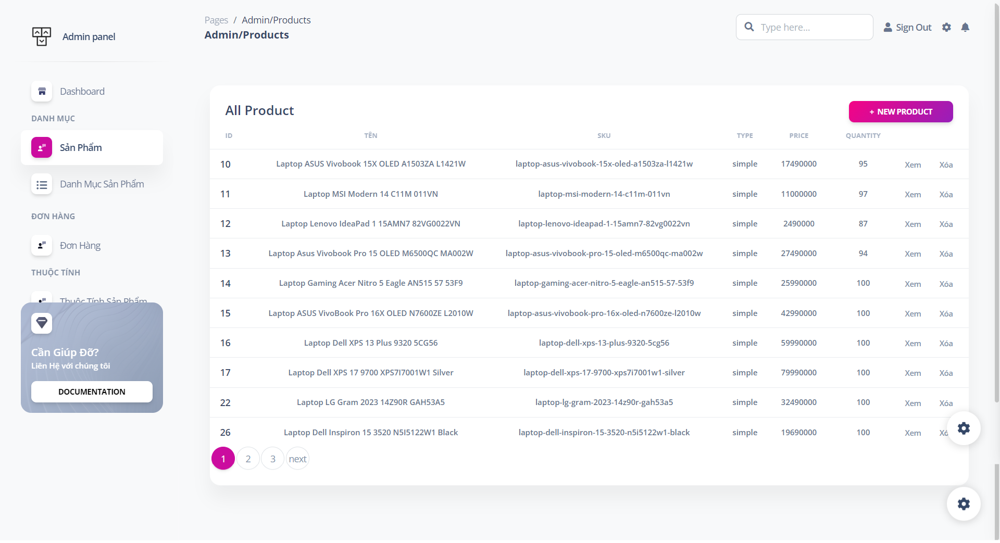 Admin panel
Dashboard
DANH MỤC
Sản Phẩm
Danh Mục Sản Phẩm
ĐƠN HÀNG
Đơn Hàng
THUỘC TÍNH
Thuộc Tính Sản Phẩm
Cần Giúp Đỡ?
Liên Hệ với chúng tôi
DOCUMENTATION
Pages / Admin/Products
Admin/Products
Type here...
Sign Out
All Product
+ NEW PRODUCT
ID TÊN SKU TYPE PRICE QUANTITY
10 Laptop ASUS Vivobook 15X OLED A1503ZA L1421W laptop-asus-vivobook-15x-oled-a1503za-l1421w simple 17490000 95 Xem Xóa
11 Laptop MSI Modern 14 C11M 011VN laptop-msi-modern-14-c11m-011vn simple 11000000 97 Xem Xóa
12 Laptop Lenovo IdeaPad 1 15AMN7 82VG0022VN laptop-lenovo-ideapad-1-15amn7-82vg0022vn simple 2490000 87 Xem Xóa
13 Laptop Asus Vivobook Pro 15 OLED M6500QC MA002W laptop-asus-vivobook-pro-15-oled-m6500qc-ma002w simple 27490000 94 Xem Xóa
14 Laptop Gaming Acer Nitro 5 Eagle AN515 57 53F9 laptop-gaming-acer-nitro-5-eagle-an515-57-53f9 simple 25990000 100 Xem Xóa
15 Laptop ASUS VivoBook Pro 16X OLED N7600ZE L2010W laptop-asus-vivobook-pro-16x-oled-n7600ze-l2010w simple 42990000 100 Xem Xóa
16 Laptop Dell XPS 13 Plus 9320 5CG56 laptop-dell-xps-13-plus-9320-5cg56 simple 59990000 100 Xem Xóa
17 Laptop Dell XPS 17 9700 XPS7I7001W1 Silver laptop-dell-xps-17-9700-xps7i7001w1-silver simple 79990000 100 Xem Xóa
22 Laptop LG Gram 2023 14Z90R GAH53A5 laptop-lg-gram-2023-14z90r-gah53a5 simple 32490000 100 Xem Xóa
26 Laptop Dell Inspiron 15 3520 N5I5122W1 Black laptop-dell-inspiron-15-3520-n5i5122w1-black simple 19690000 100 Xem Xó
1 2 3 next